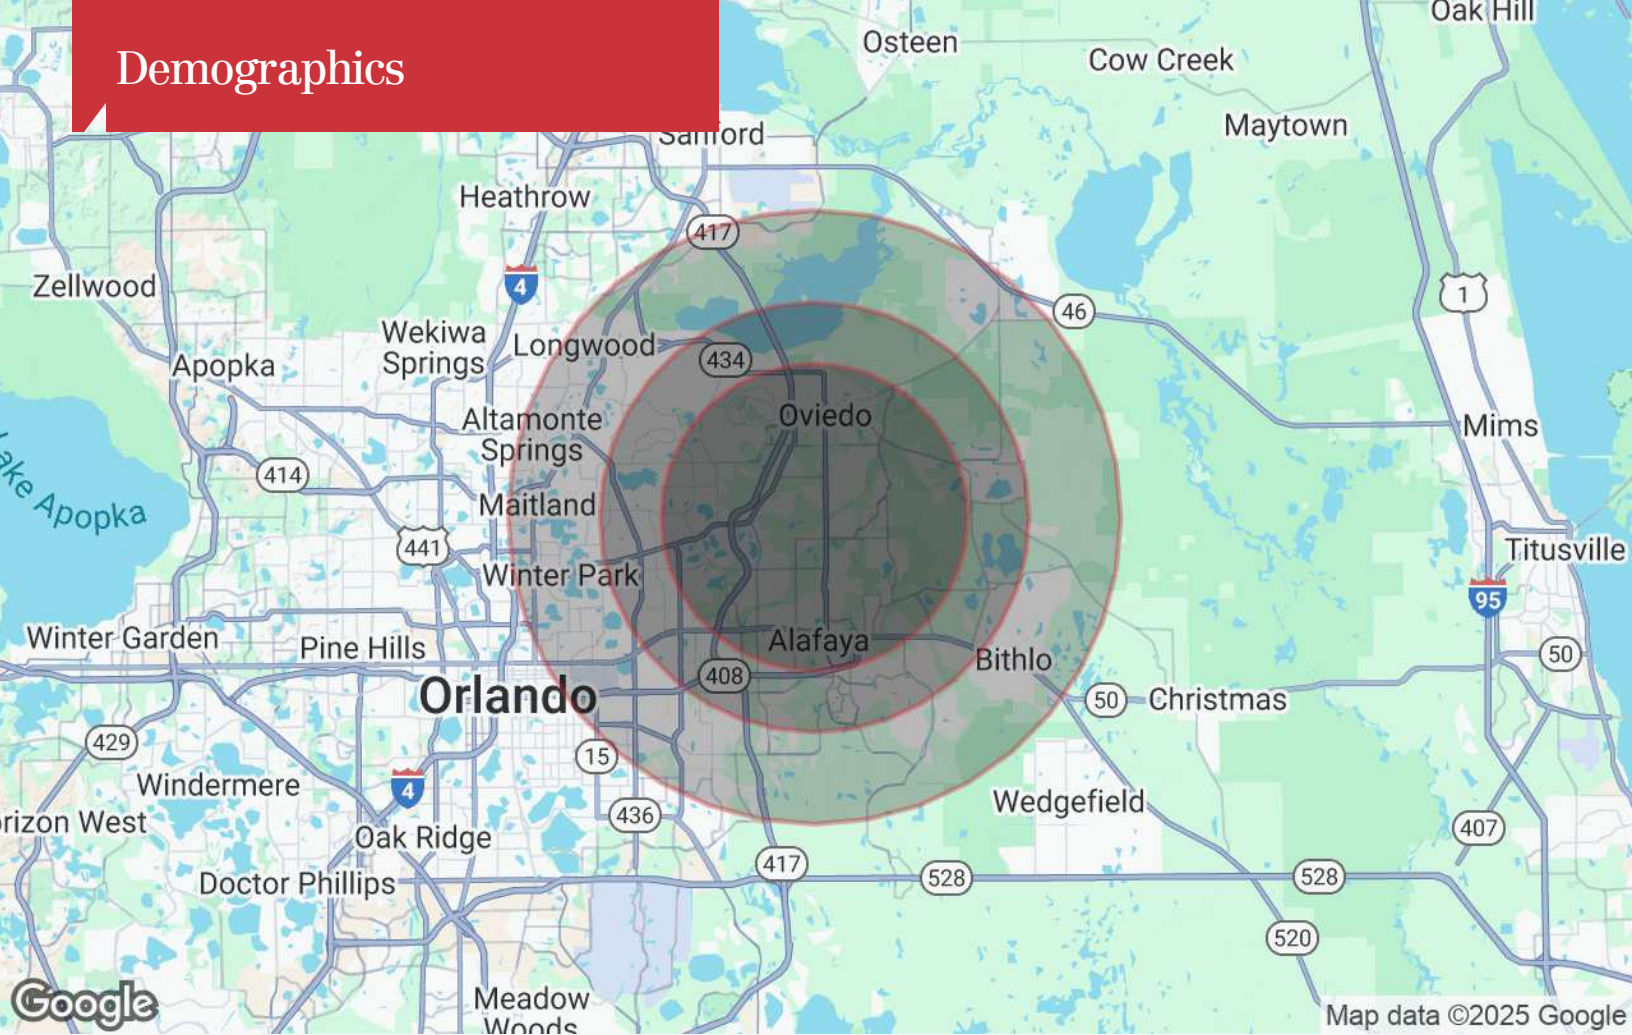 Demographics
Oak Hill
Osteen
Cow Creek
Maytown
Sanford
Heathrow
417
Zellwood
4
1
46
Wekiwa
Springs
Longwood
434
Apopka
Oviedo
Altamonte
Springs
Mims
414
Maitland
Lake Apopka
441
Titusville
Winter Park
95
Winter Garden
Pine Hills
Alafaya
Bithlo
50
408
Orlando
50
Christmas
429
15
Windermere
4
Wedgefield
436
Horizon West
Oak Ridge
407
417
Doctor Phillips
528
528
520
Meadow
Woods
Google
Map data ©2025 Google